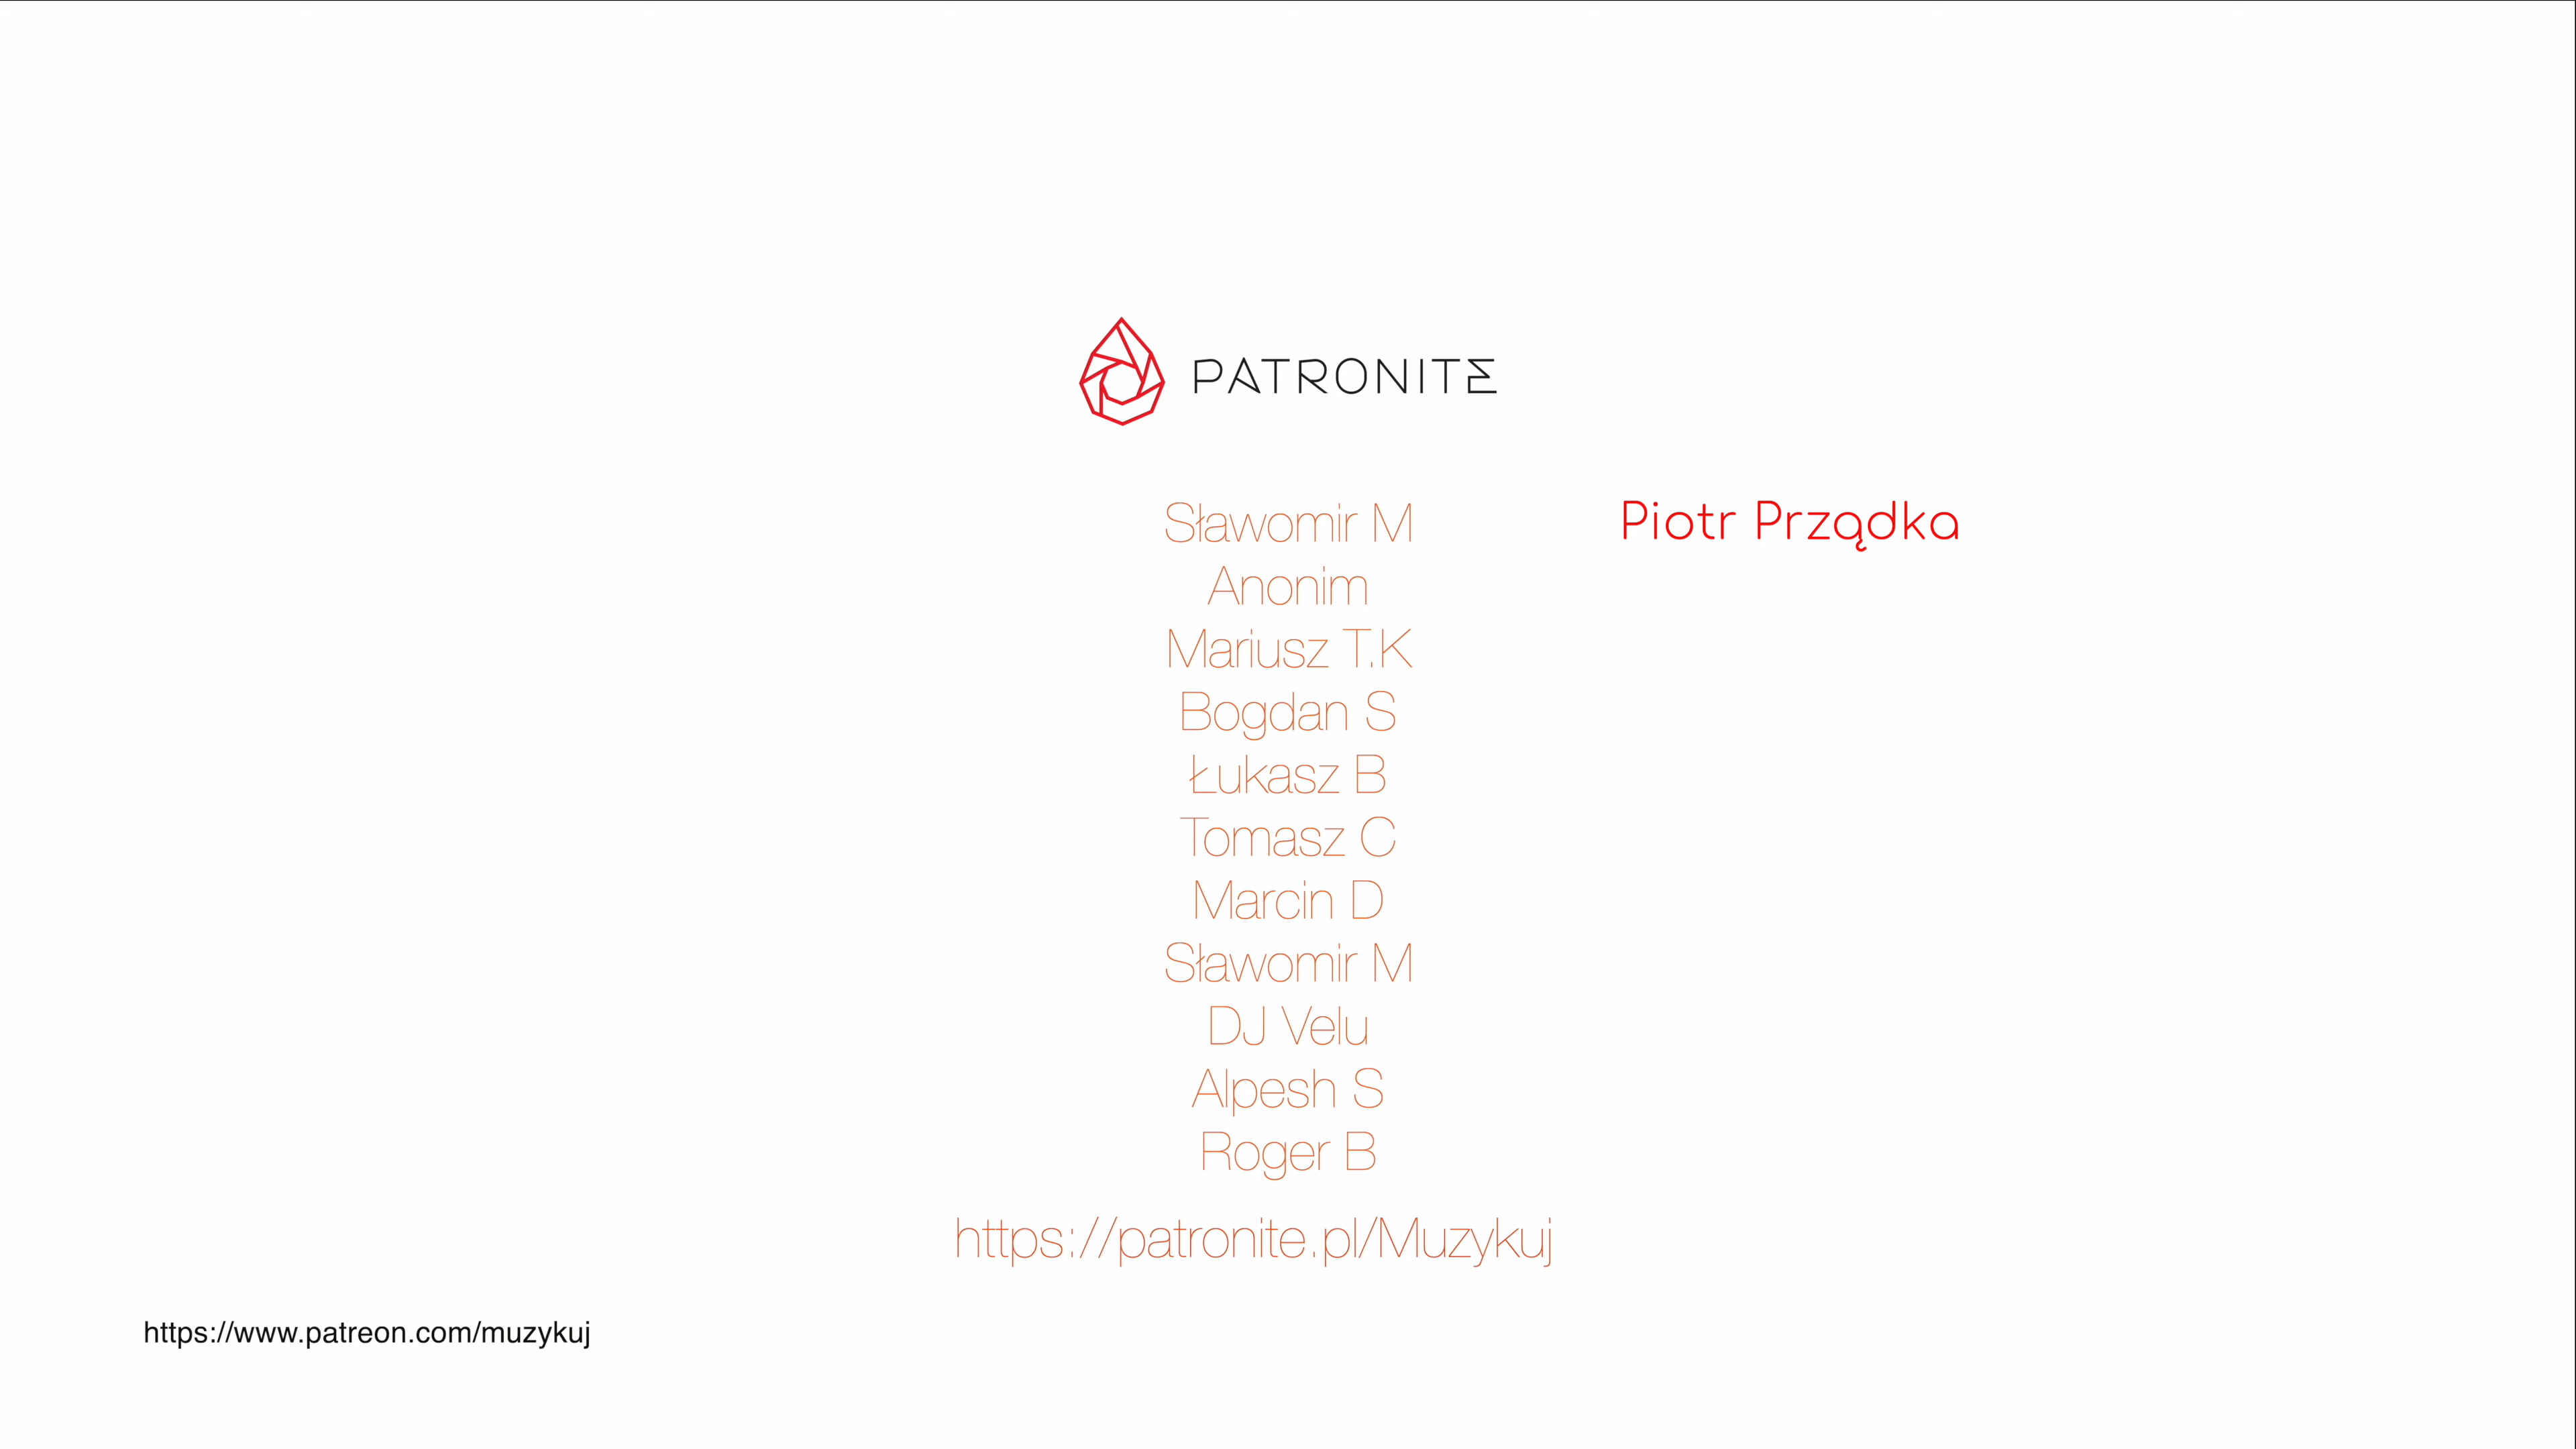 PATRONITE
Sławomir M
Piotr Prządka
Anonim
Mariusz T.K
Bogdan S
Łukasz B
Tomasz C
Marcin D
Sławomir M
DJ Velu
Alpesh S
Roger B
https://patronite.pl/Muzykuj
https://www.patreon.com/muzykuj